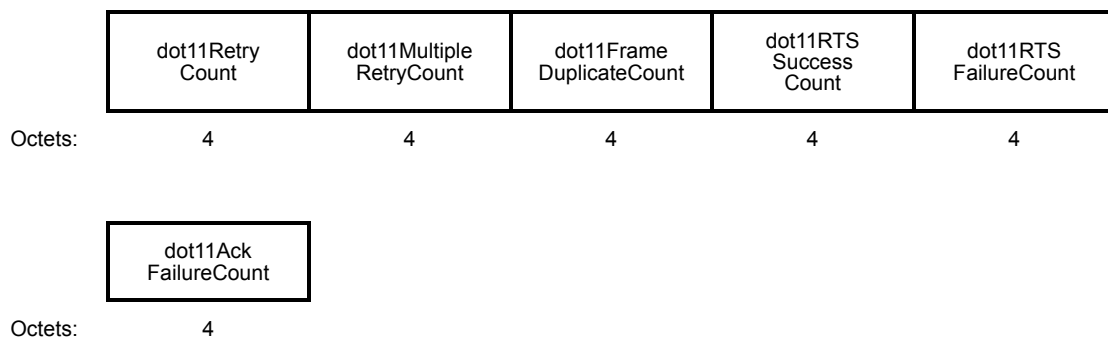 dot11Retry
Count
dot11Multiple
RetryCount
dot11Frame
DuplicateCount
dot11RTS
Success
Count
dot11RTS
FailureCount
Octets: 4 4 4 4 4
dot11Ack
FailureCount
Octets: 4